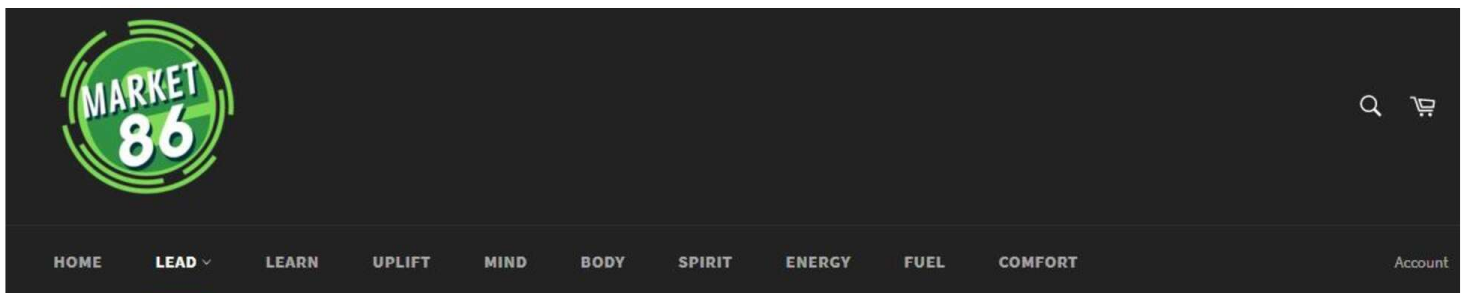 MARKET
86
HOME LEAD LEARN UPLIFT MIND BODY SPIRIT ENERGY FUEL COMFORT Account